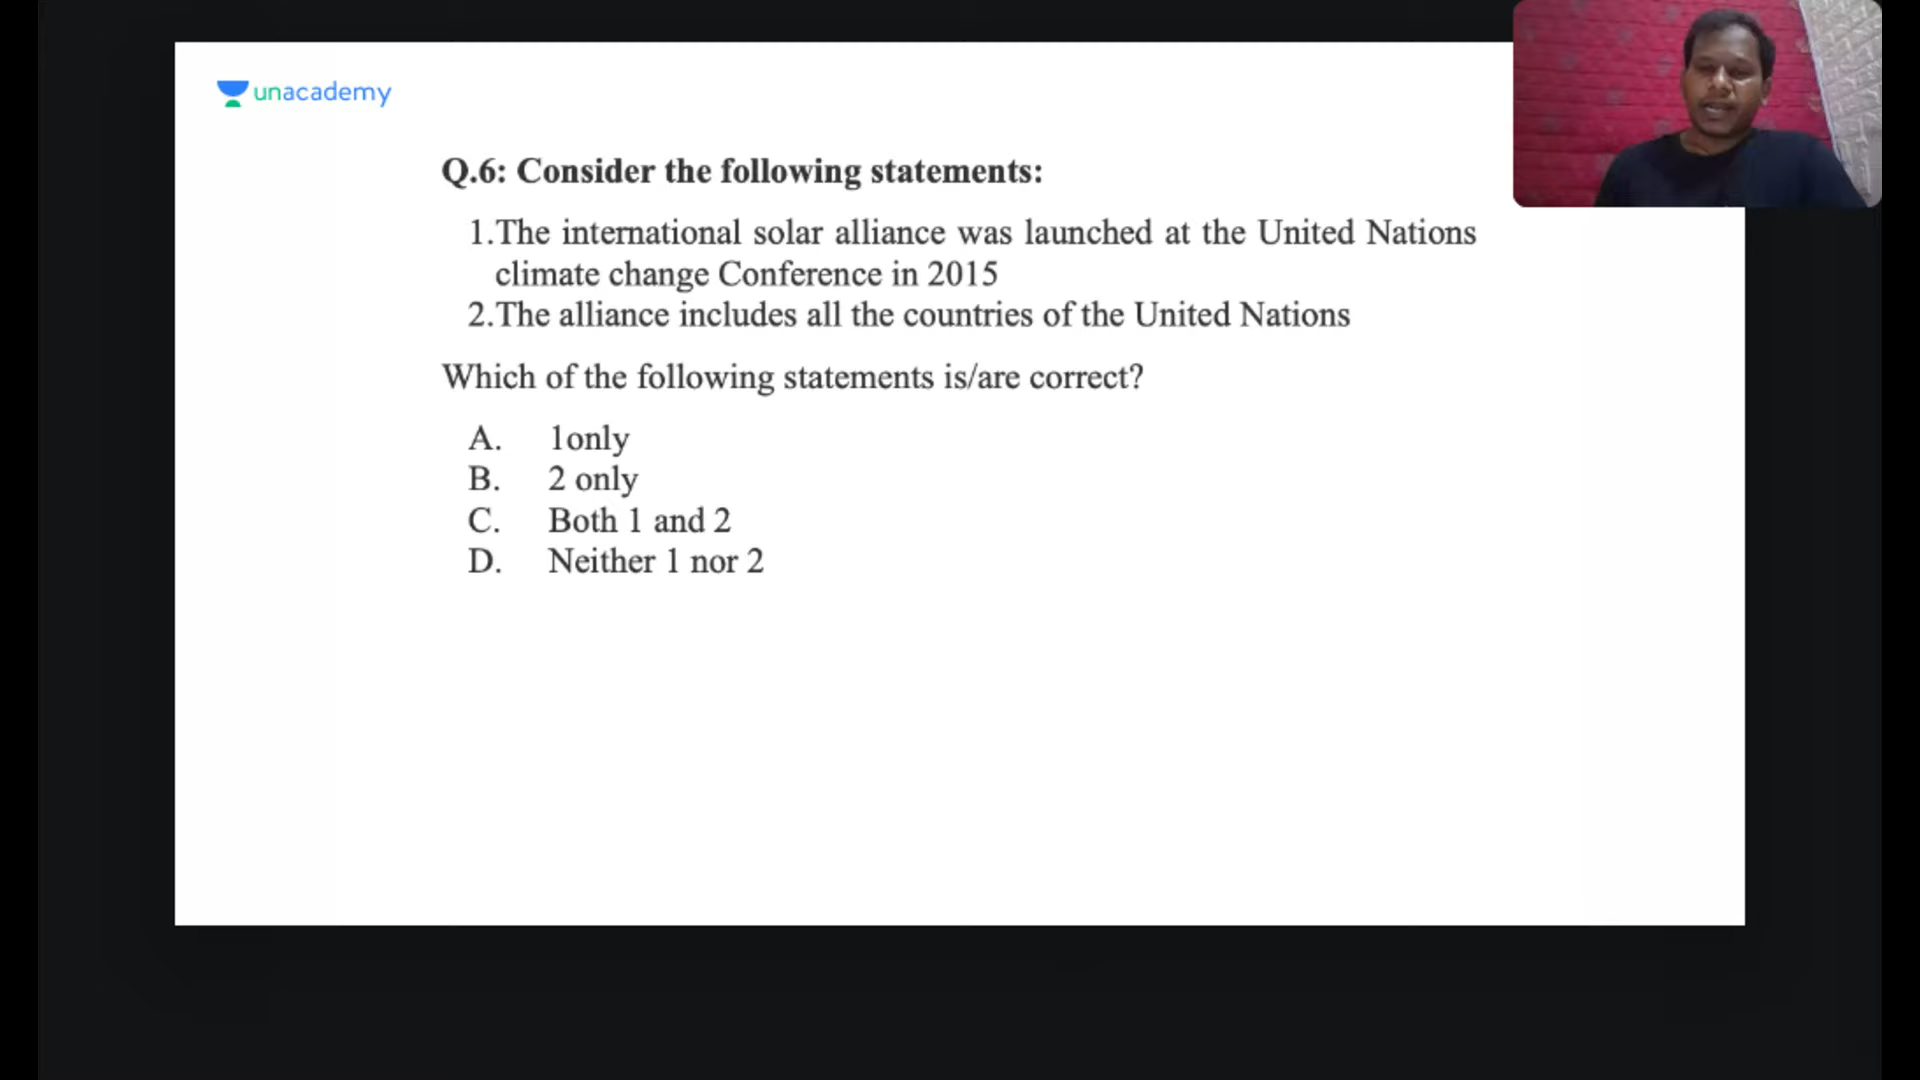 unacademy
Q.6: Consider the following statements:
1.The international solar alliance was launched at the United Nations
climate change Conference in 2015
2.The alliance includes all the countries of the United Nations
Which of the following statements is/are correct?
A. 1only
B. 2 only
C. Both 1 and 2
D. Neither 1 nor 2